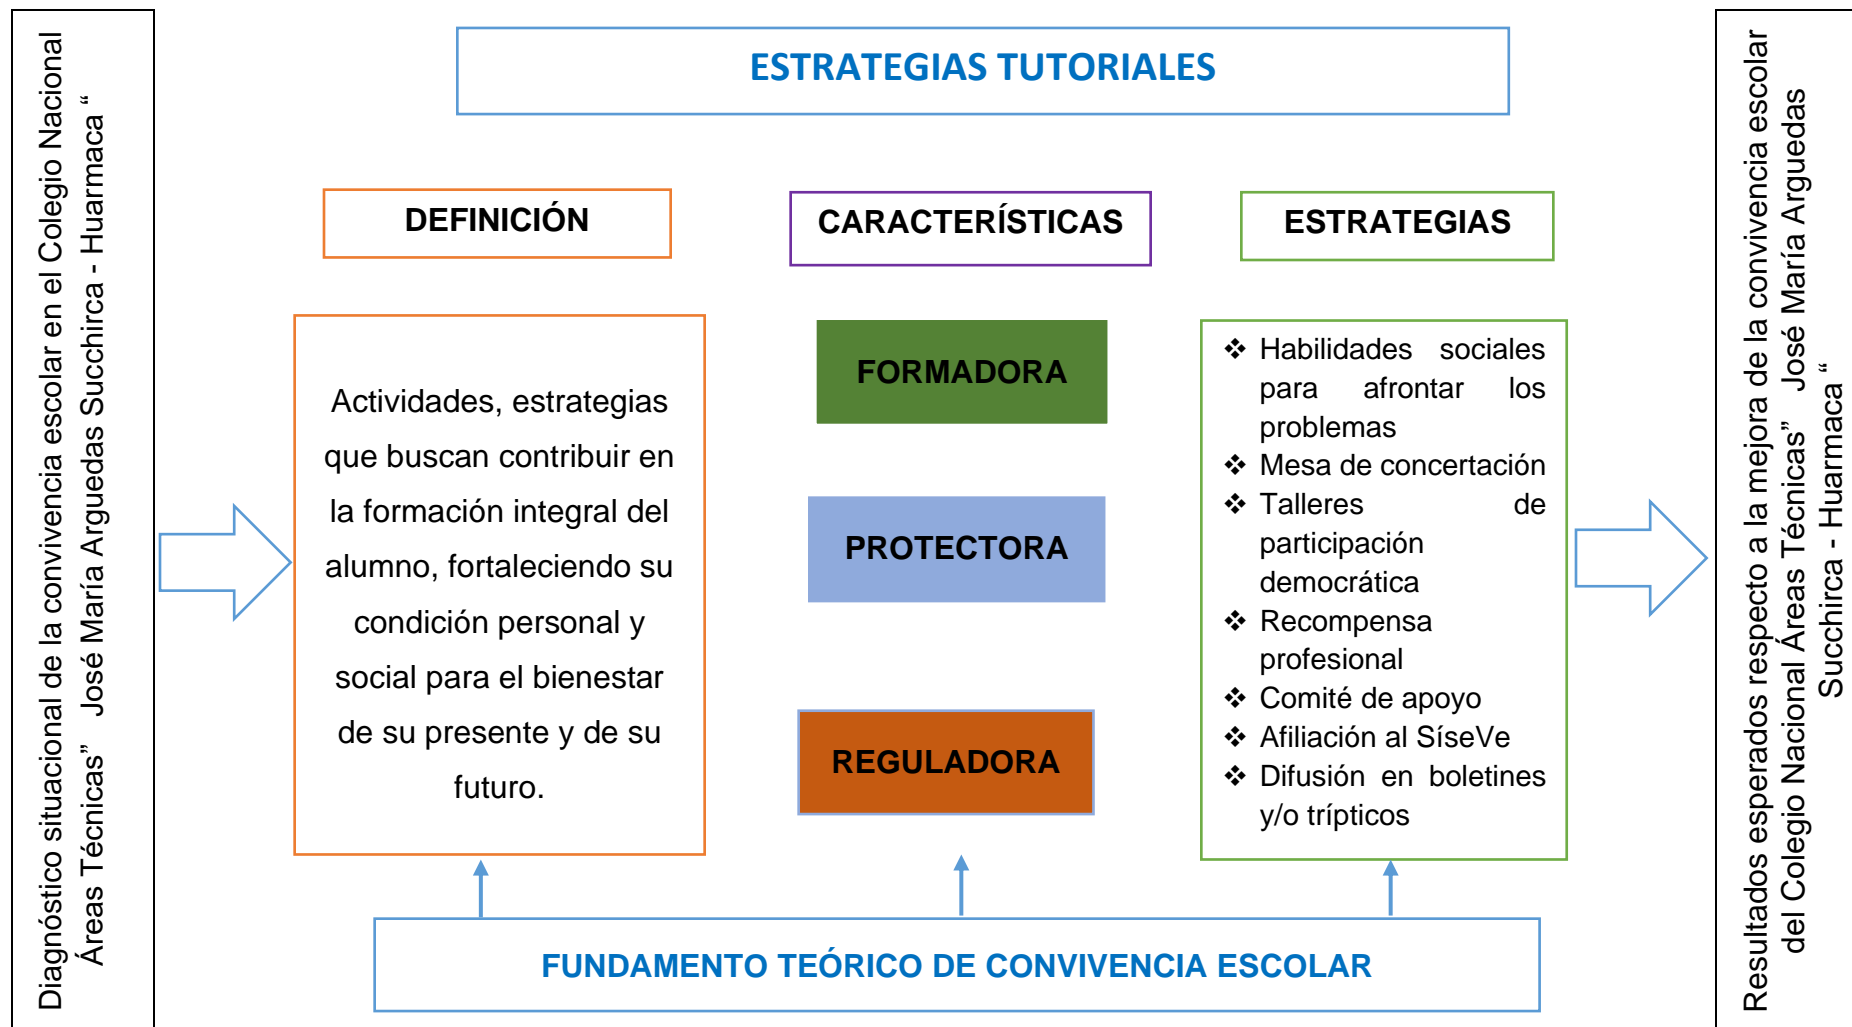 Diagnóstico situacional de la convivencia escolar en el Colegio Nacional
Áreas Técnicas” José María Arguedas Succhirca - Huarmaca “
ESTRATEGIAS TUTORIALES
DEFINICIÓN
Actividades, estrategias
que buscan contribuir en
la formación integral del
alumno, fortaleciendo su
condición personal y
social para el bienestar
de su presente y de su
futuro.
CARACTERÍSTICAS
FORMADORA
PROTECTORA
REGULADORA
ESTRATEGIAS
❖ Habilidades sociales
para afrontar los
problemas
❖ Mesa de concertación
❖ Talleres de
participación
democrática
❖ Recompensa
profesional
❖ Comité de apoyo
❖ Afiliación al SíseVe
❖ Difusión en boletines
y/o trípticos
FUNDAMENTO TEÓRICO DE CONVIVENCIA ESCOLAR
Resultados esperados respecto a la mejora de la convivencia escolar
del Colegio Nacional Áreas Técnicas” José María Arguedas
Succhirca - Huarmaca “